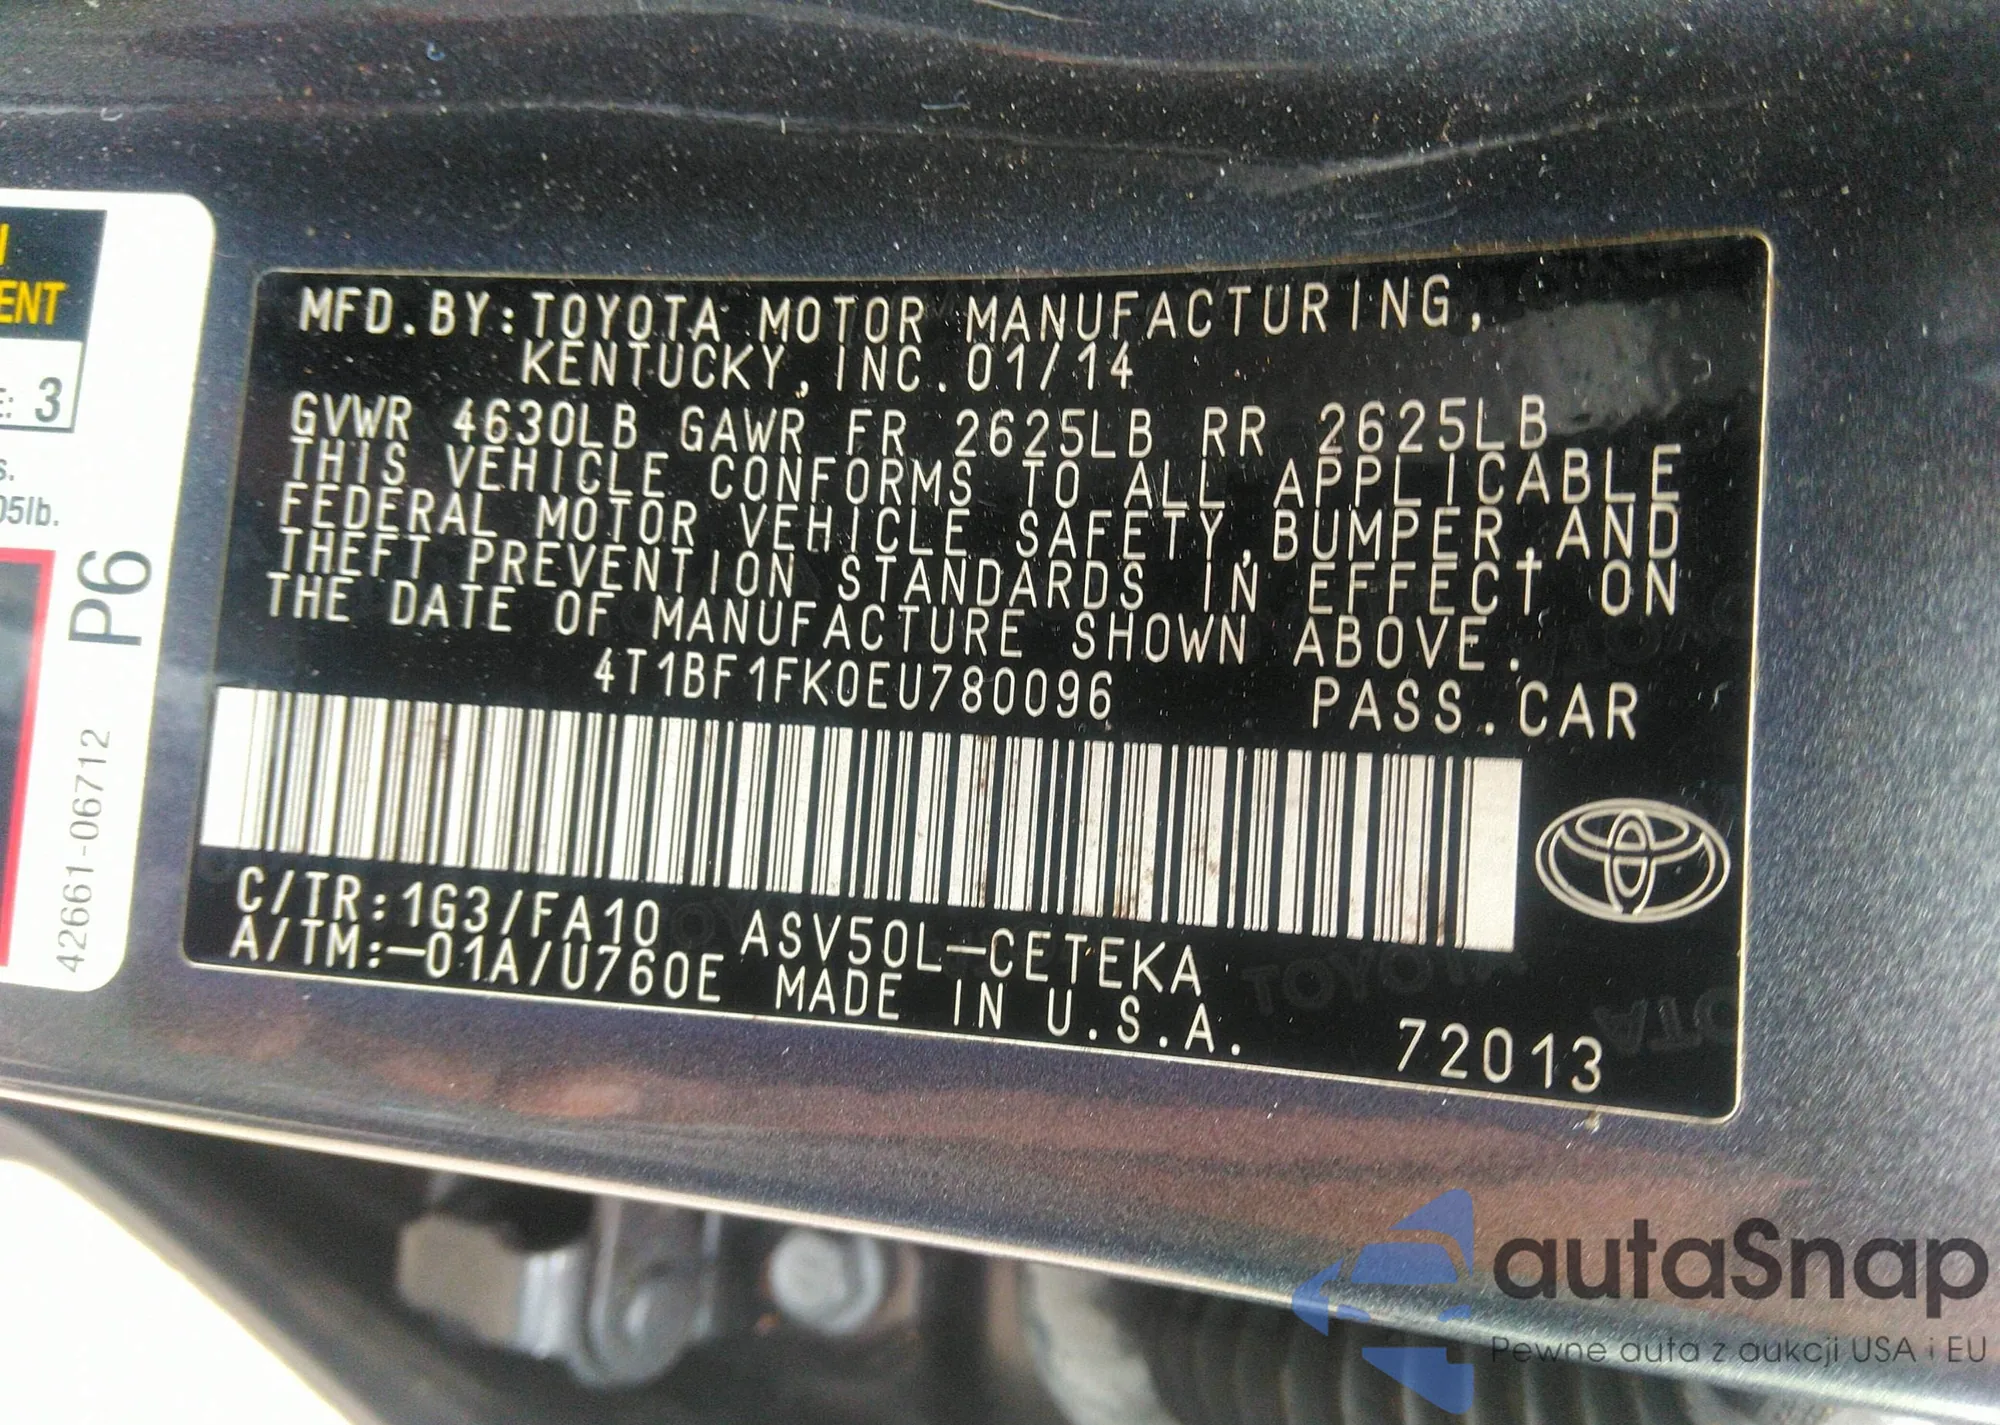 ENT
E: 3
s.
05lb.
P6
42661-06712
MFD.BY:TOYOTA MOTOR MANUFACTURING,
KENTUCKY,INC.01/14
GVWR 4630LB GAWR FR 2625LB RR 2625LB
THIS VEHICLE CONFORMS TO ALL APPLICABLE
FEDERAL MOTOR VEHICLE SAFETY,BUMPER,AND
THEFT PREVENTION STANDARDS IN EFFECT ON
THE DATE OF MANUFACTURE SHOWN ABOVE.
4T1BF1FK0EU780096 PASS.CAR
C/TR:1G3/FA10 ASV50L-CETEKA
A/TM:-01A/U760E MADE IN U.S.A.
72013
autaSnap
Pewne auta z aukcji USA i EU